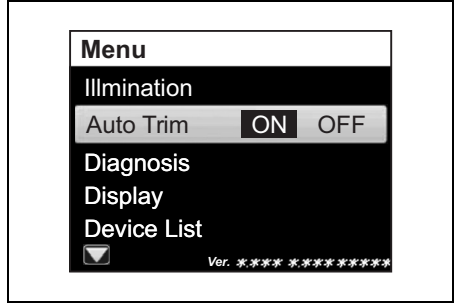 Menu
Illmination
Auto Trim ON OFF
Diagnosis
Display
Device List
Ver. *.*** *.*** ******